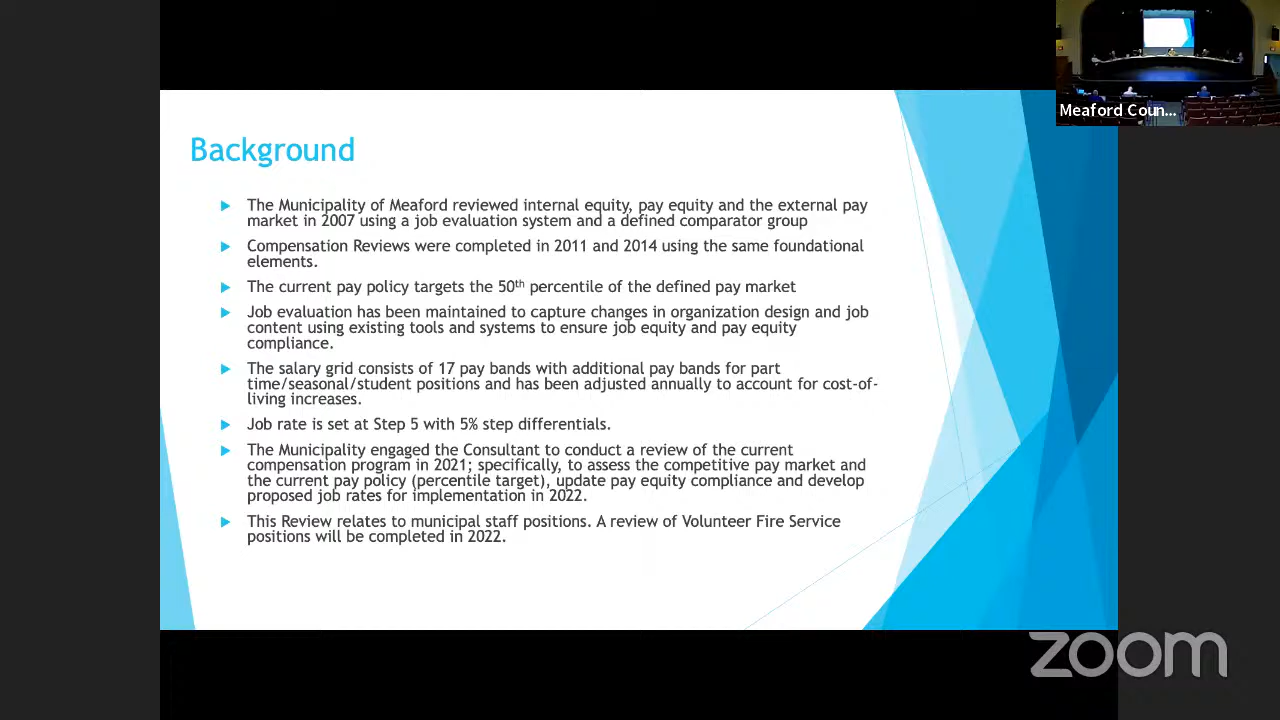 Meaford Coun...
Background
The Municipality of Meaford reviewed internal equity, pay equity and the external pay
market in 2007 using a job evaluation system and a defined comparator group
Compensation Reviews were completed in 2011 and 2014 using the same foundational
elements.
The current pay policy targets the 50th percentile of the defined pay market
Job evaluation has been maintained to capture changes in organization design and job
content using existing tools and systems to ensure job equity and pay equity
compliance.
The salary grid consists of 17 pay bands with additional pay bands for part
time/seasonal/student positions and has been adjusted annually to account for cost-of-
living increases.
Job rate is set at Step 5 with 5% step differentials.
The Municipality engaged the Consultant to conduct a review of the current
compensation program in 2021; specifically, to assess the competitive pay market and
the current pay policy (percentile target), update pay equity compliance and develop
proposed job rates for implementation in 2022.
This Review relates to municipal staff positions. A review of Volunteer Fire Service
positions will be completed in 2022.
zoom